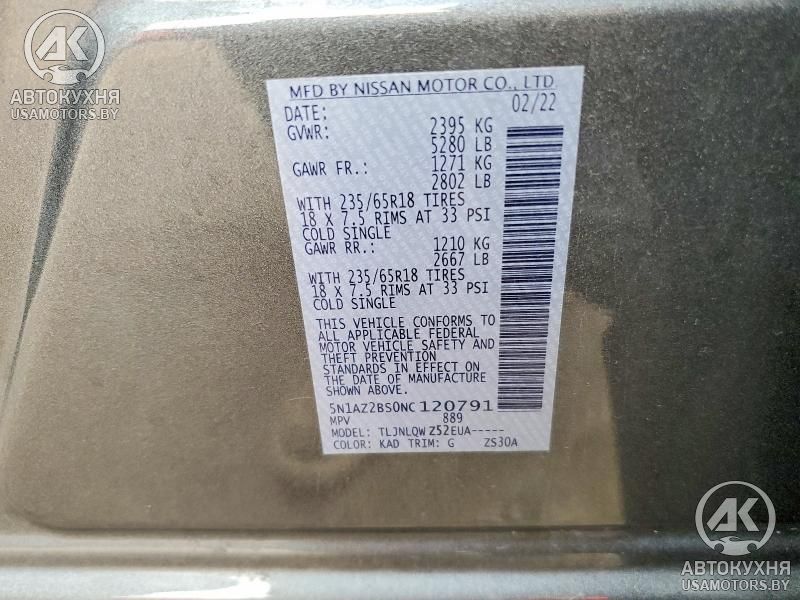 AK
АВТОКУХНЯ
USAMOTORS.BY
MFD BY NISSAN MOTOR CO., LTD.
DATE: 02/22
GVWR: 2395 KG
5280 LB
GAWR FR.: 1271 KG
2802 LB
WITH 235/65R18 TIRES
18 X 7.5 RIMS AT 33 PSI
COLD SINGLE
GAWR RR.: 1210 KG
2667 LB
WITH 235/65R18 TIRES
18 X 7.5 RIMS AT 33 PSI
COLD SINGLE
THIS VEHICLE CONFORMS TO
ALL APPLICABLE FEDERAL
MOTOR VEHICLE SAFETY AND
THEFT PREVENTION
STANDARDS IN EFFECT ON
THE DATE OF MANUFACTURE
SHOWN ABOVE.
5N1AZ2BS0NC120791
MPV 889
MODEL: TLJNLQWZ52EUA-----
COLOR: KAD TRIM: G ZS30A
AK
АВТОКУХНЯ
USAMOTORS.BY